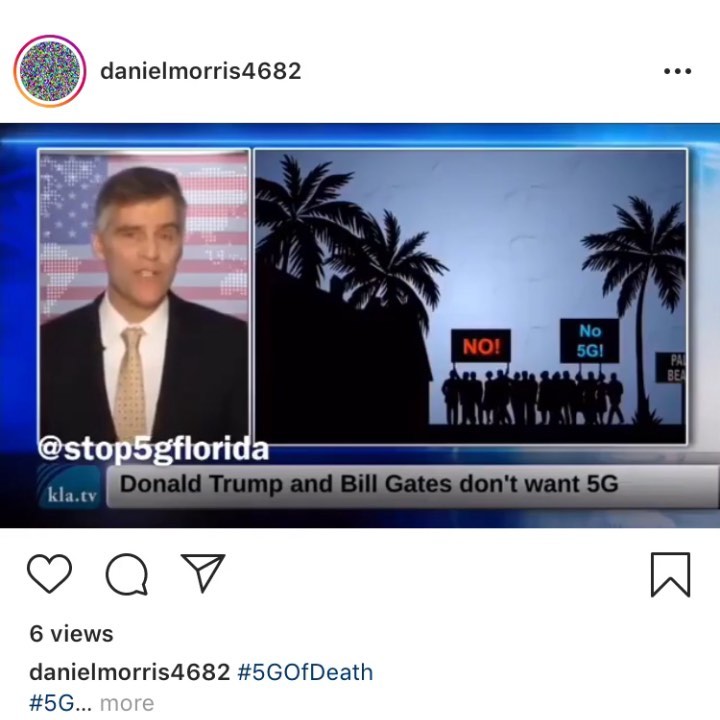 danielmorris4682
NO!
No
5G!
PAL
BEA
@stop5gflorida
kla.tv
Donald Trump and Bill Gates don't want 5G
6 views
danielmorris4682 #5GOfDeath
#5G... more